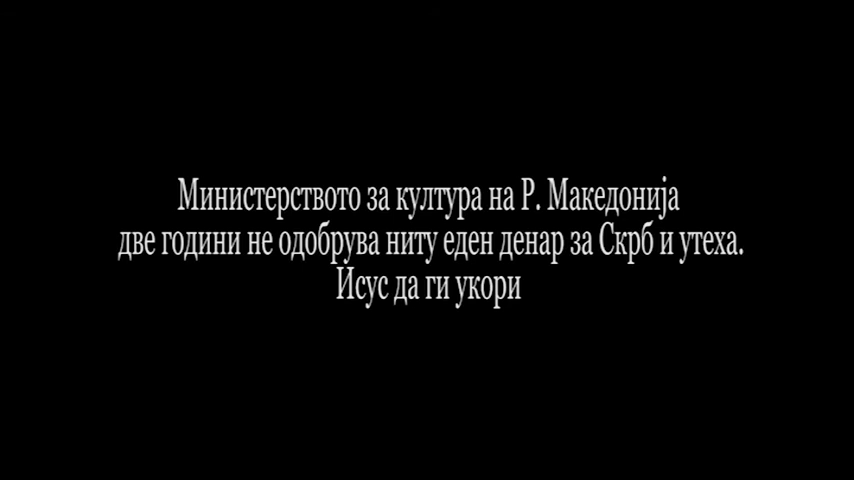 Министерството за култура на Р. Македонија
две години не одобрува ниту еден денар за Скрб и утеха.
Исус да ги укори